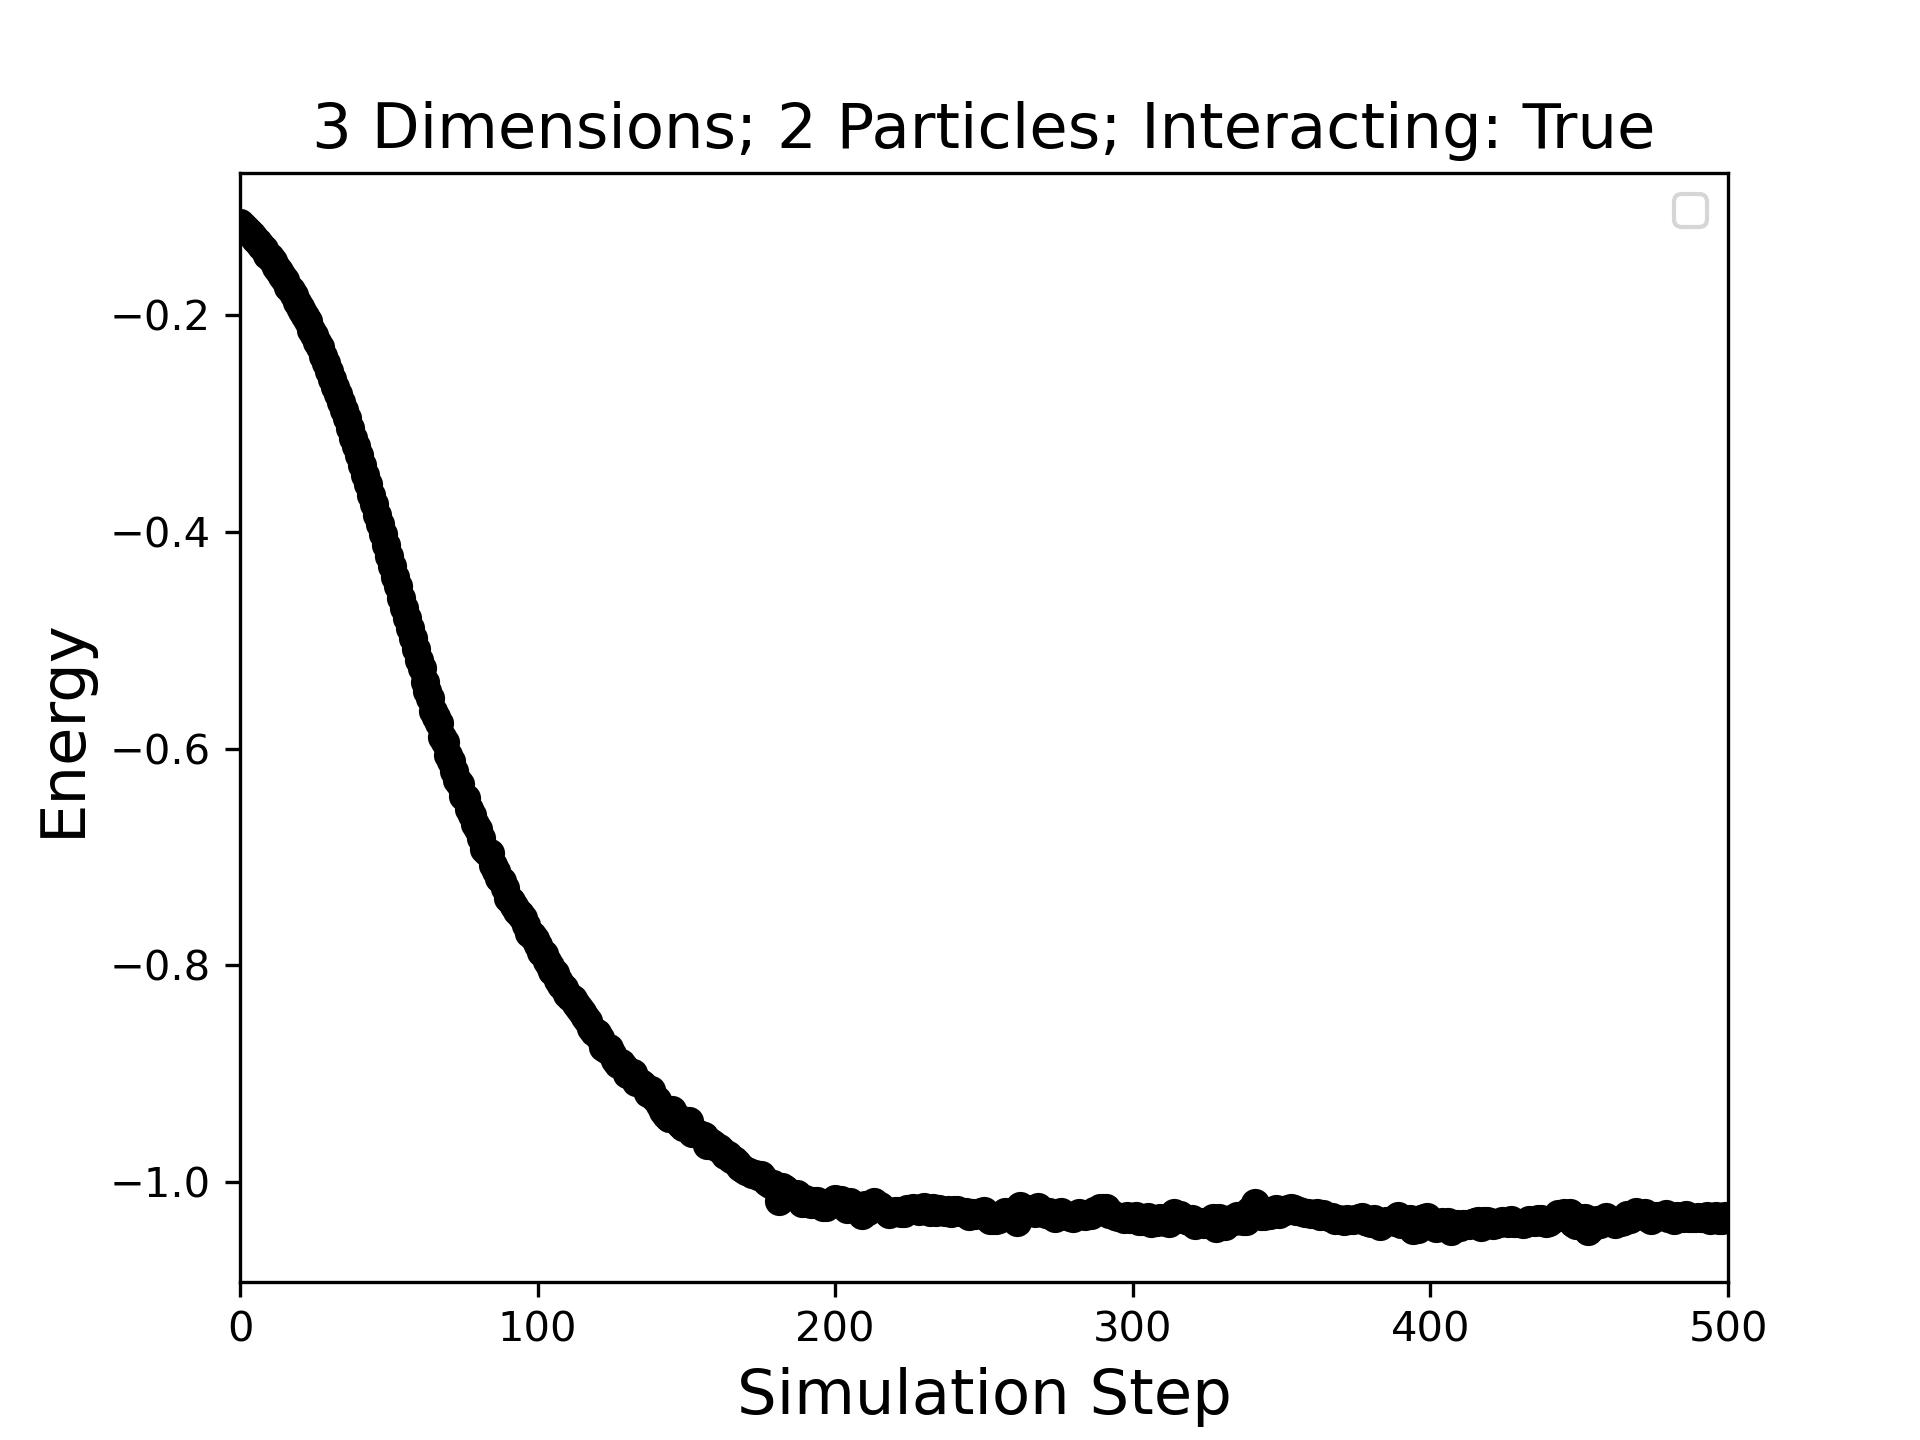 3 Dimensions; 2 Particles; Interacting: True
−0.2
−0.4
−0.6
−0.8
−1.0
Energy
0 100 200 300 400 500
Simulation Step